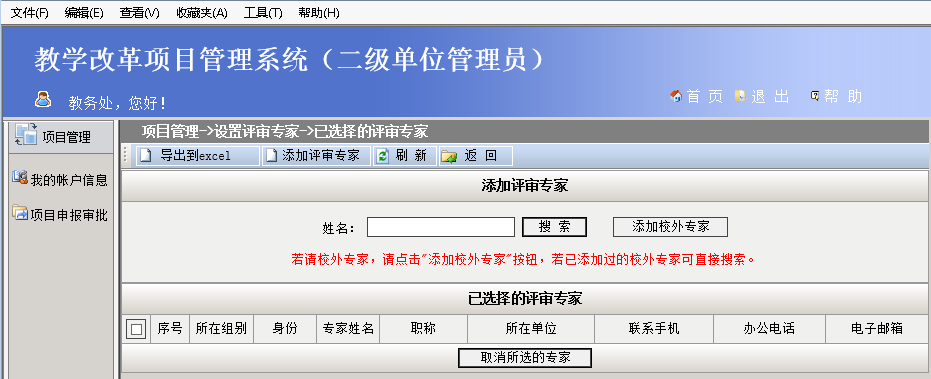 文件(F) 编辑(E) 查看(V) 收藏夹(A) 工具(T) 帮助(H)
教学改革项目管理系统（二级单位管理员）
教务处，您好！ 首 页 退 出 帮 助
项目管理
我的帐户信息
项目申报审批
项目管理->设置评审专家->已选择的评审专家
导出到excel 添加评审专家 刷 新 返 回
添加评审专家
姓名： 搜 索 添加校外专家
若请校外专家，请点击"添加校外专家"按钮，若已添加过的校外专家可直接搜索。
已选择的评审专家
序号 所在组别 身份 专家姓名 职称 所在单位 联系手机 办公电话 电子邮箱
取消所选的专家